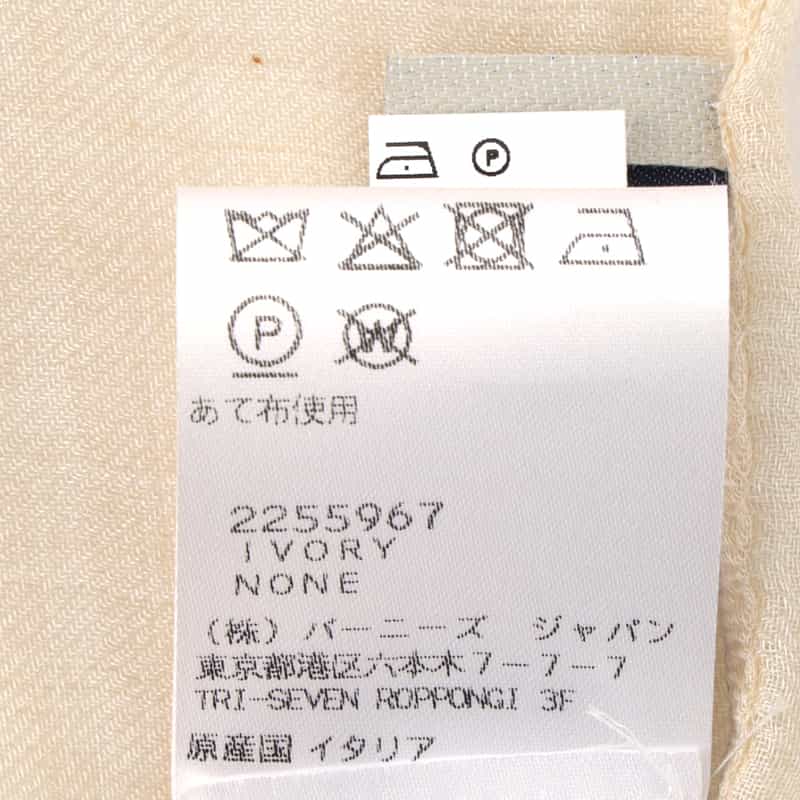 P
P
W
あて布使用
2255967
IVORY
NONE
(株) バーニーズ ジャパン
東京都港区六本木7-7-7
TRI-SEVEN ROPPONGI 3F
原産国 イタリア